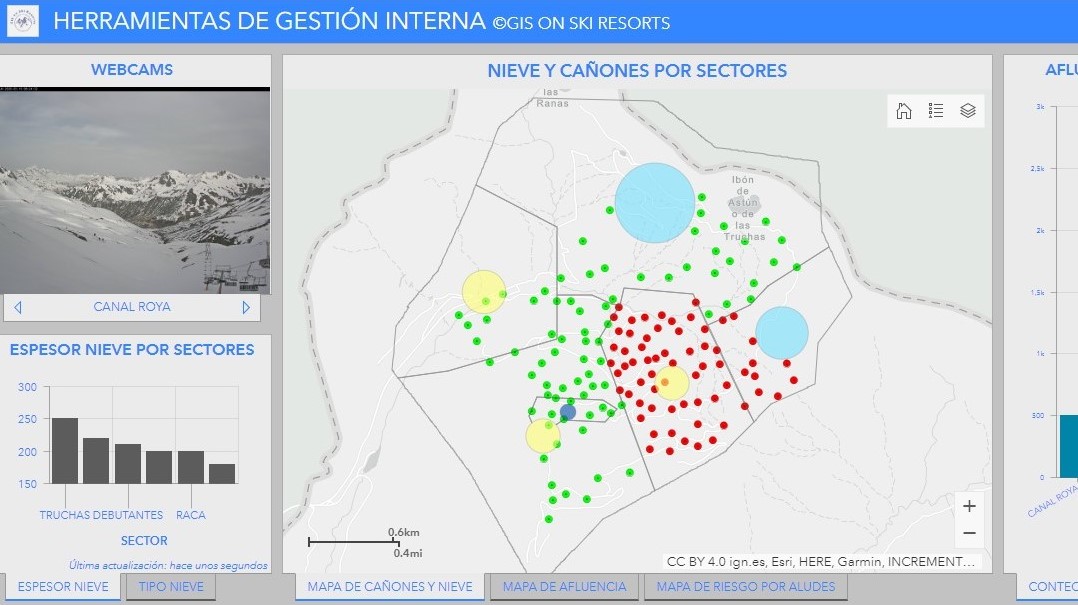 HERRAMIENTAS DE GESTIÓN INTERNA ©GIS ON SKI RESORTS
WEBCAMS
CANAL ROYA
ESPESOR NIEVE POR SECTORES
300
250
200
150
TRUCHAS DEBUTANTES RACA
SECTOR
Última actualización: hace unos segundos
ESPESOR NIEVE
TIPO NIEVE
NIEVE Y CAÑONES POR SECTORES
las
Ranas
Ibón
de
Astún
o de
las
Truchas
0.6km
0.4mi
+
−
CC BY 4.0 ign.es, Esri, HERE, Garmin, INCREMENT…
MAPA DE CAÑONES Y NIEVE
MAPA DE AFLUENCIA
MAPA DE RIESGO POR ALUDES
AFLU
3k
2.5k
2k
1.5k
1k
500
0
CANAL ROYA
CONTEO